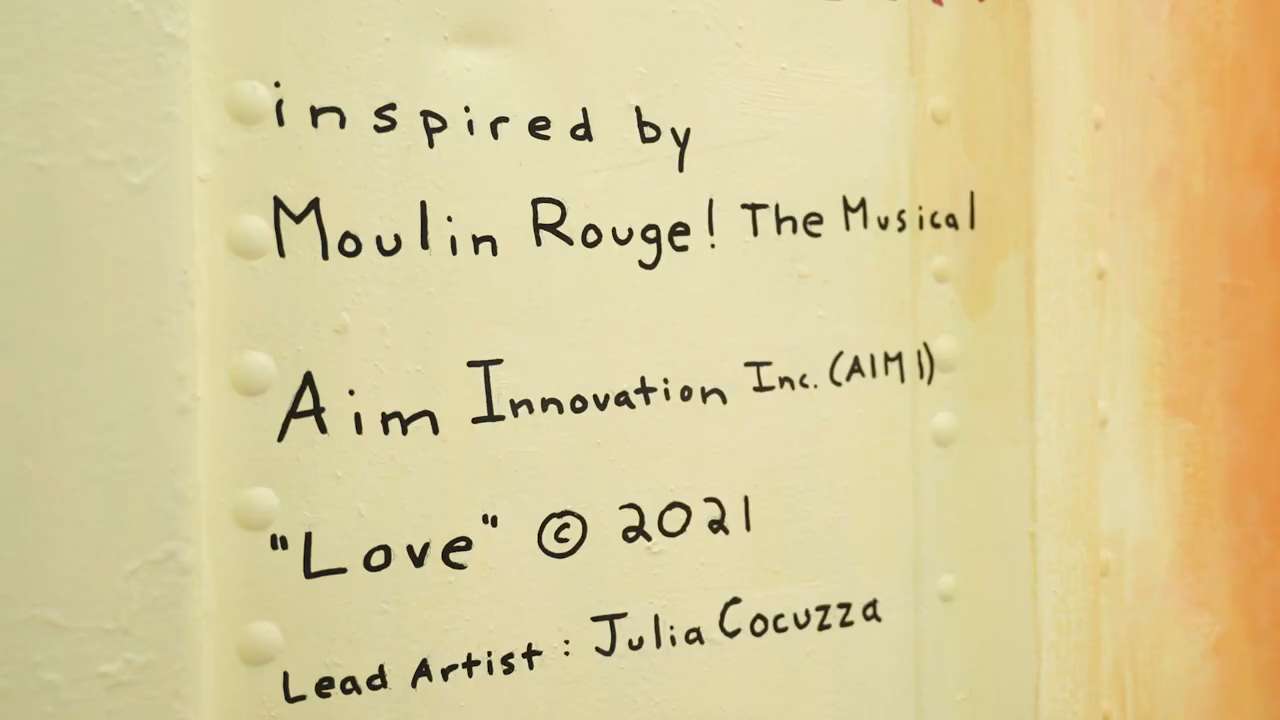 inspired by
Moulin Rouge! The Musical
Aim Innovation Inc. (AIM I)
"Love" © 2021
Lead Artist: Julia Cocuzza